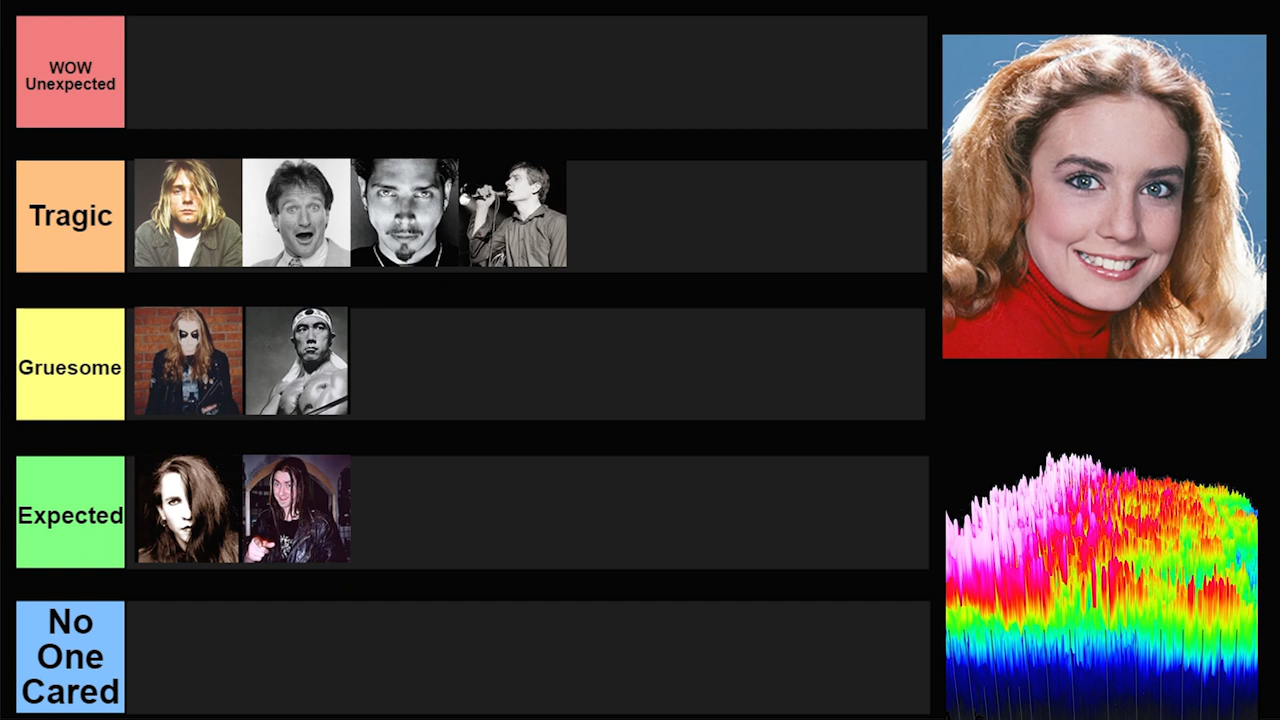 WOW
Unexpected
Tragic
Gruesome
Expected
No
One
Cared